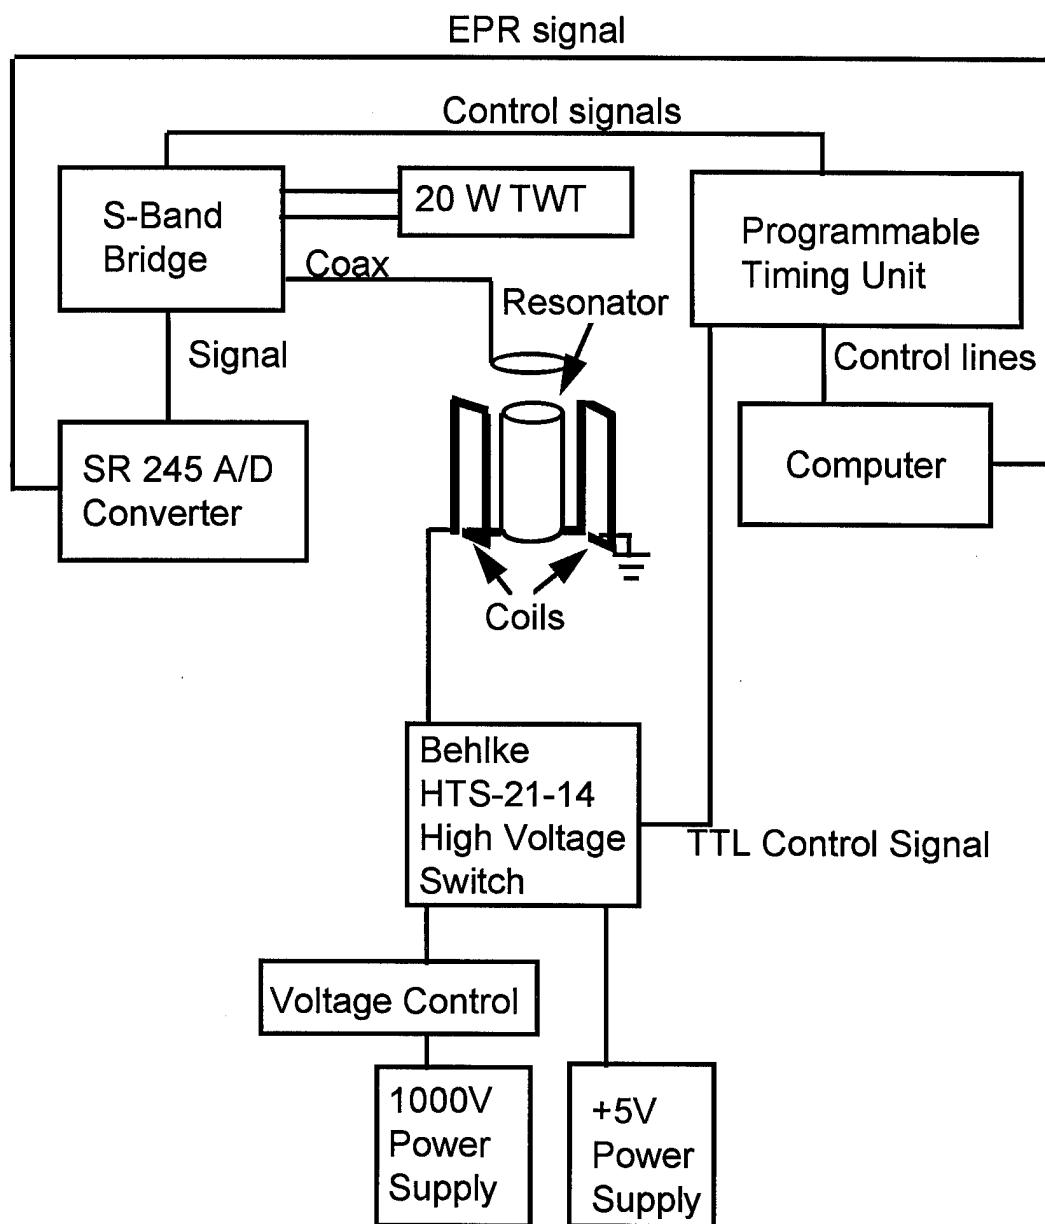 EPR signal
Control signals
S-Band
Bridge
20 W TWT
Programmable
Timing Unit
Coax
Resonator
Signal
Control lines
SR 245 A/D
Converter
Computer
Coils
Behlke
HTS-21-14
High Voltage
Switch
TTL Control Signal
Voltage Control
1000V
Power
Supply
+5V
Power
Supply